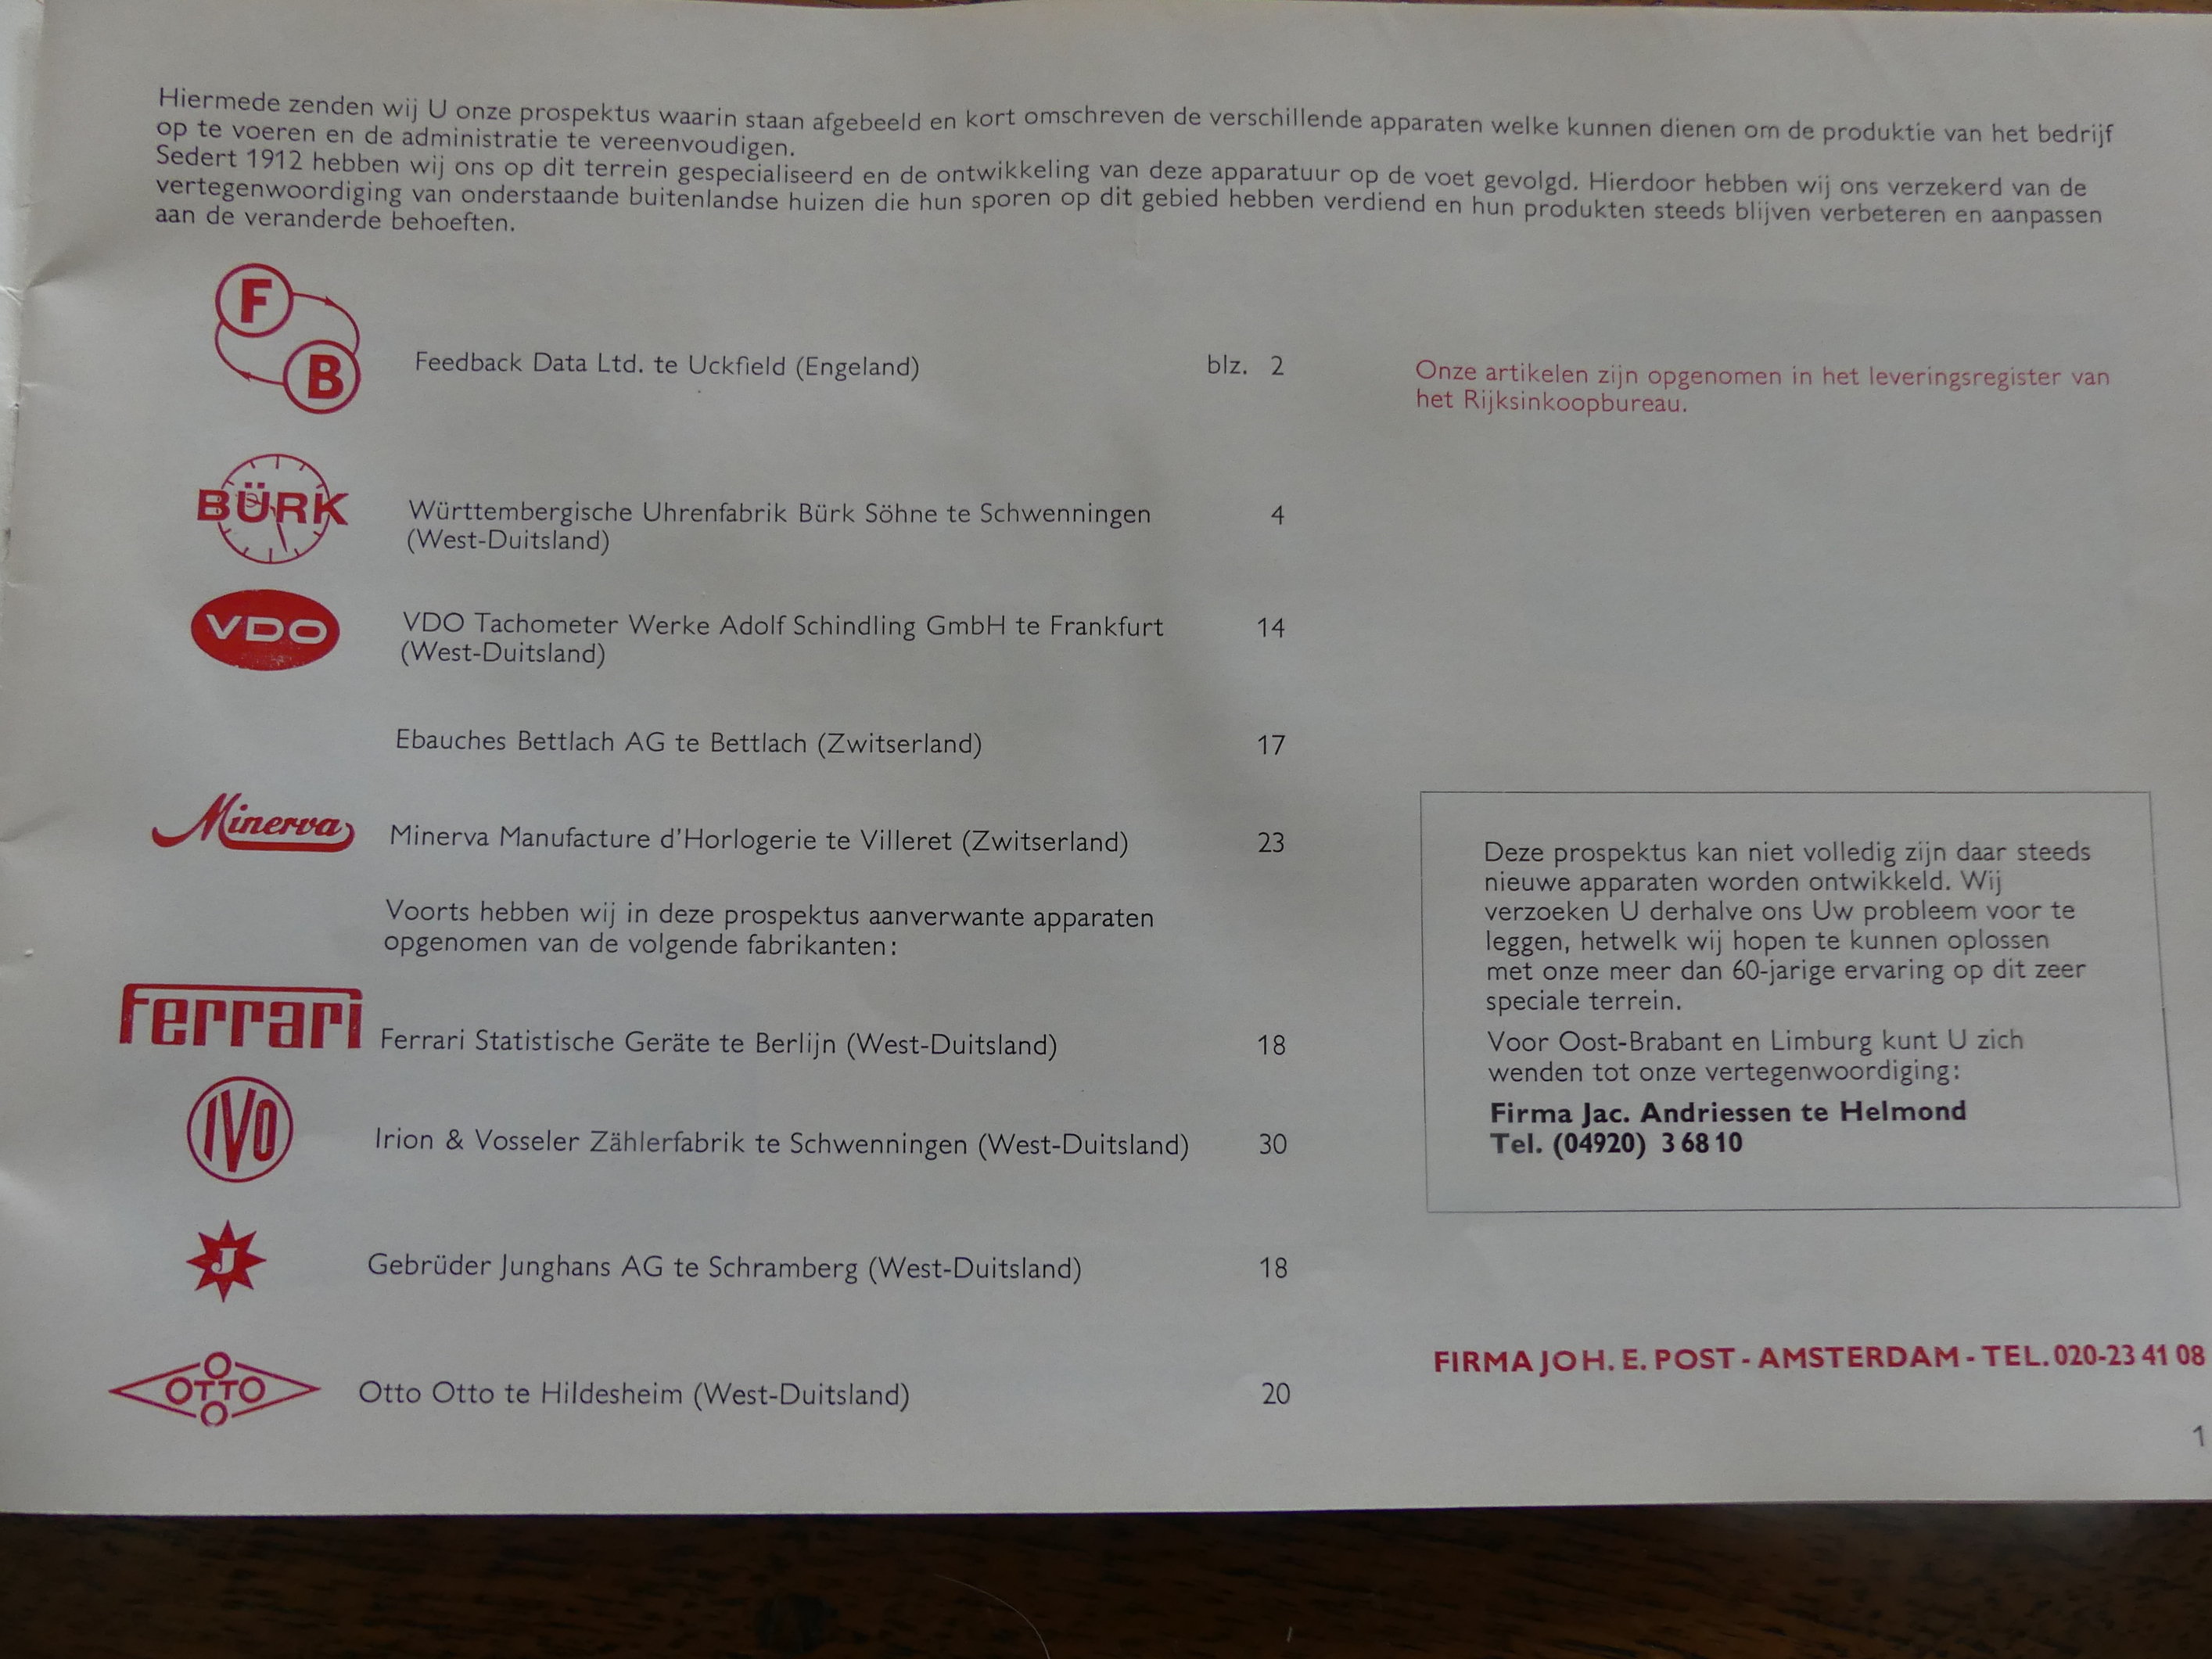 Hiermede zenden wij U onze prospektus waarin staan afgebeeld en kort omschreven de verschillende apparaten welke kunnen dienen om de produktie van het bedrijf
op te voeren en de administratie te vereenvoudigen.
Sedert 1912 hebben wij ons op dit terrein gespecialiseerd en de ontwikkeling van deze apparatuur op de voet gevolgd. Hierdoor hebben wij ons verzekerd van de
vertegenwoordiging van onderstaande buitenlandse huizen die hun sporen op dit gebied hebben verdiend en hun produkten steeds blijven verbeteren en aanpassen
aan de veranderde behoeften.
F
B
Feedback Data Ltd. te Uckfield (Engeland) blz. 2
BÜRK
Württembergische Uhrenfabrik Bürk Söhne te Schwenningen 4
(West-Duitsland)
VDO
VDO Tachometer Werke Adolf Schindling GmbH te Frankfurt 14
(West-Duitsland)
Ebauches Bettlach AG te Bettlach (Zwitserland) 17
Minerva
Minerva Manufacture d'Horlogerie te Villeret (Zwitserland) 23
Voorts hebben wij in deze prospektus aanverwante apparaten
opgenomen van de volgende fabrikanten:
Ferrari
Ferrari Statistische Geräte te Berlijn (West-Duitsland) 18
IVO
Irion & Vosseler Zählerfabrik te Schwenningen (West-Duitsland) 30
J
Gebrüder Junghans AG te Schramberg (West-Duitsland) 18
OTTO
Otto Otto te Hildesheim (West-Duitsland) 20
Onze artikelen zijn opgenomen in het leveringsregister van
het Rijksinkoopbureau.
Deze prospektus kan niet volledig zijn daar steeds
nieuwe apparaten worden ontwikkeld. Wij
verzoeken U derhalve ons Uw probleem voor te
leggen, hetwelk wij hopen te kunnen oplossen
met onze meer dan 60-jarige ervaring op dit zeer
speciale terrein.
Voor Oost-Brabant en Limburg kunt U zich
wenden tot onze vertegenwoordiging:
Firma Jac. Andriessen te Helmond
Tel. (04920) 3 68 10
FIRMA JOH. E. POST - AMSTERDAM - TEL. 020-23 41 08
1